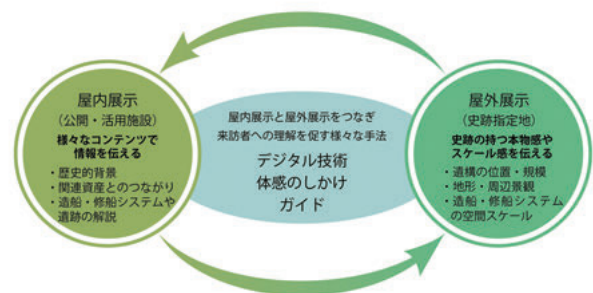 屋内展示
(公開・活用施設)
様々なコンテンツで
情報を伝える
・歴史的背景
・関連資産とのつながり
・造船・修船システムや
遺跡の解説
屋内展示と屋外展示をつなぎ
来訪者への理解を促す様々な手法
デジタル技術
体感のしかけ
ガイド
屋外展示
(史跡指定地)
史跡の持つ本物感や
スケール感を伝える
・遺構の位置・規模
・地形・周辺景観
・造船・修船システム
の空間スケール